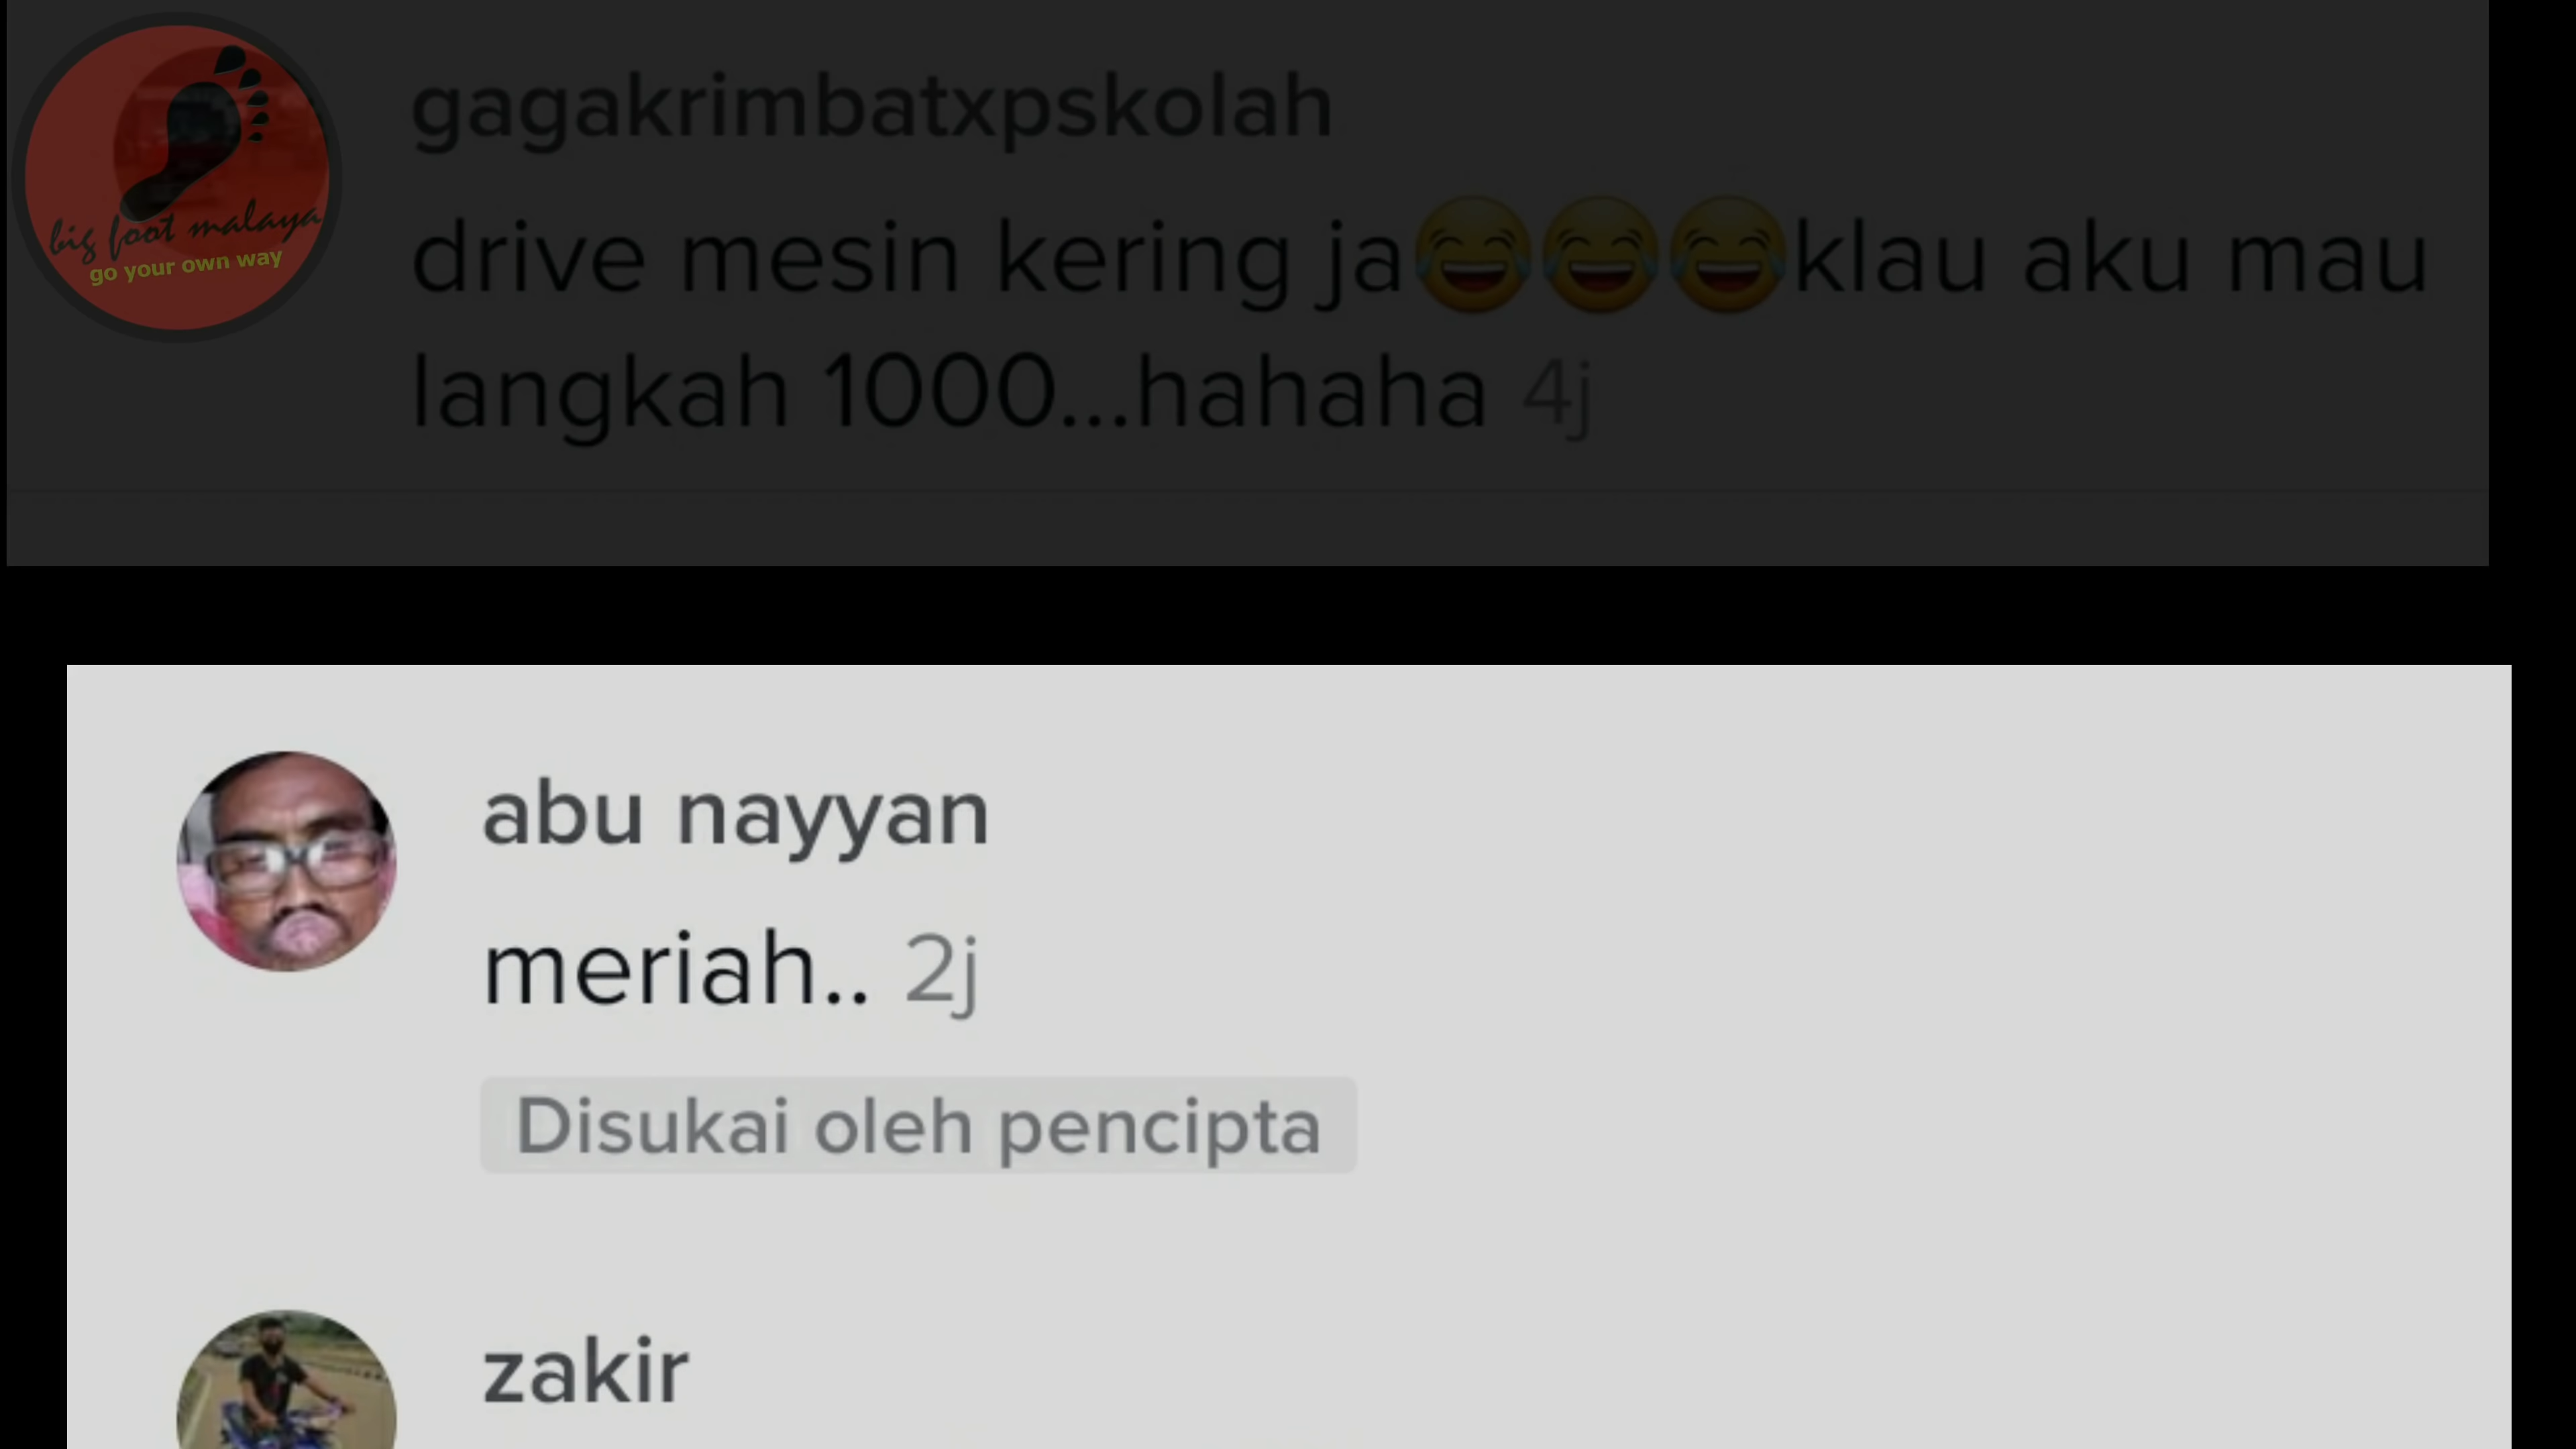 gagakrimbatxpskolah
drive mesin kering ja😂😂😂klau aku mau
langkah 1000...hahaha 4j
big foot malaya
go your own way
abu nayyan
meriah.. 2j
Disukai oleh pencipta
zakir